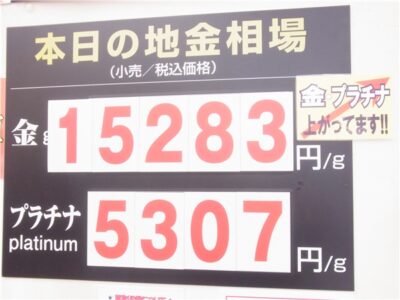 本日の地金相場
(小売/税込価格)
金 g 15283 円/g
金 プラチナ
上がってます!!
プラチナ
platinum
5307 円/g